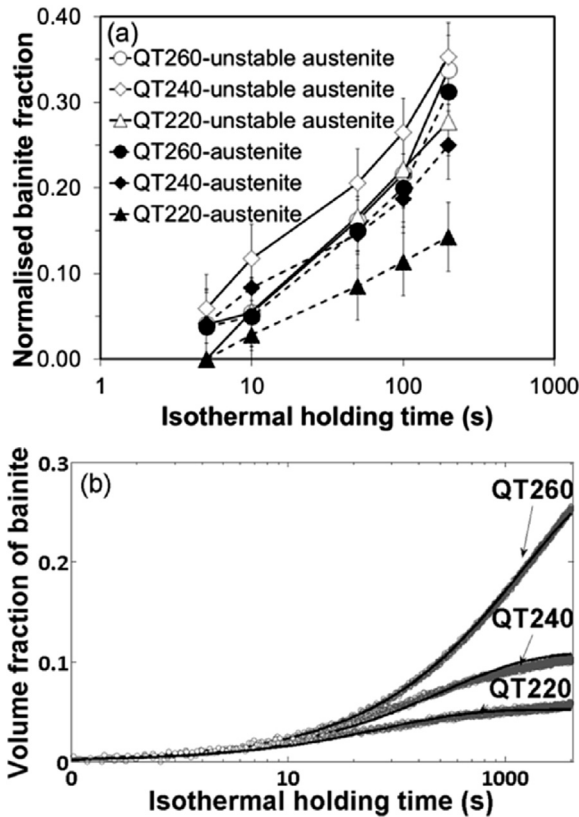 (a)
0.40
0.30
0.20
0.10
0.00
Normalised bainite fraction
QT260-unstable austenite
QT240-unstable austenite
QT220-unstable austenite
QT260-austenite
QT240-austenite
QT220-austenite
1
10
100
1000
Isothermal holding time (s)
(b)
0.3
0.2
0.1
0
Volume fraction of bainite
QT260
QT240
QT220
0
10
1000
Isothermal holding time (s)